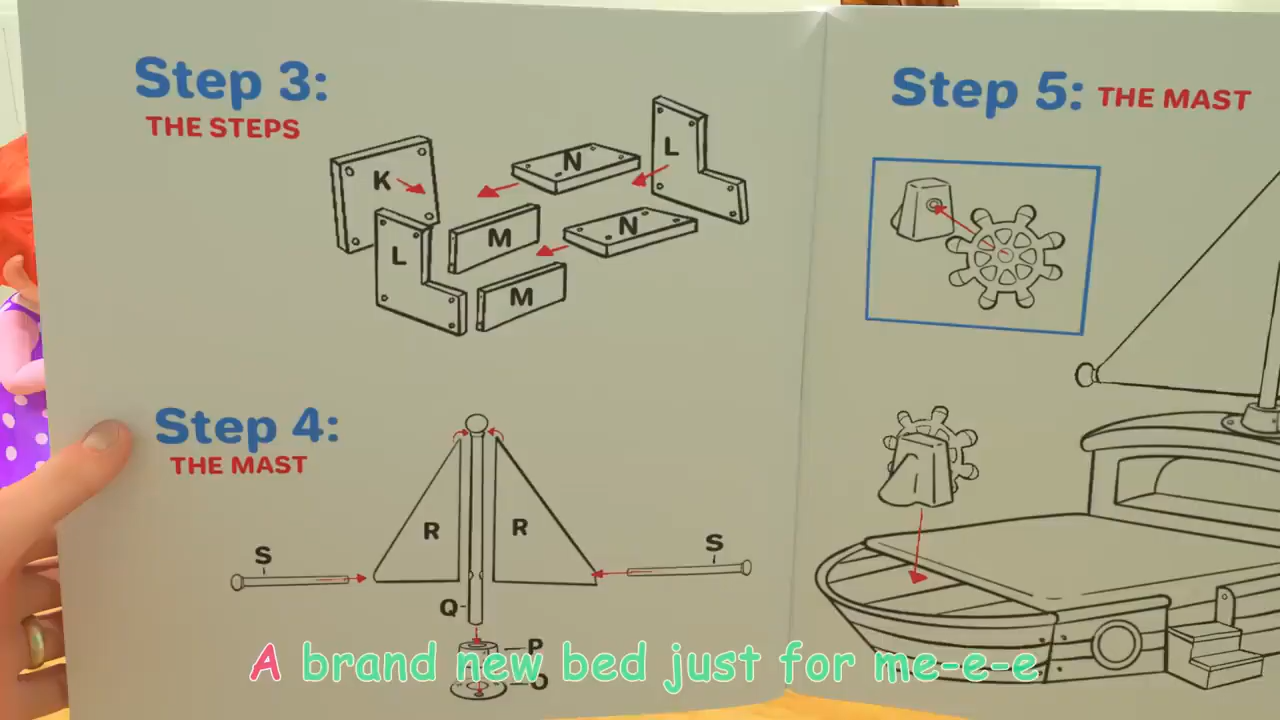 Step 3:
THE STEPS
K
N
L
L
M
N
M
Step 4:
THE MAST
R
R
S
S
Q
P
O
Step 5: THE MAST
A brand new bed just for me-e-e